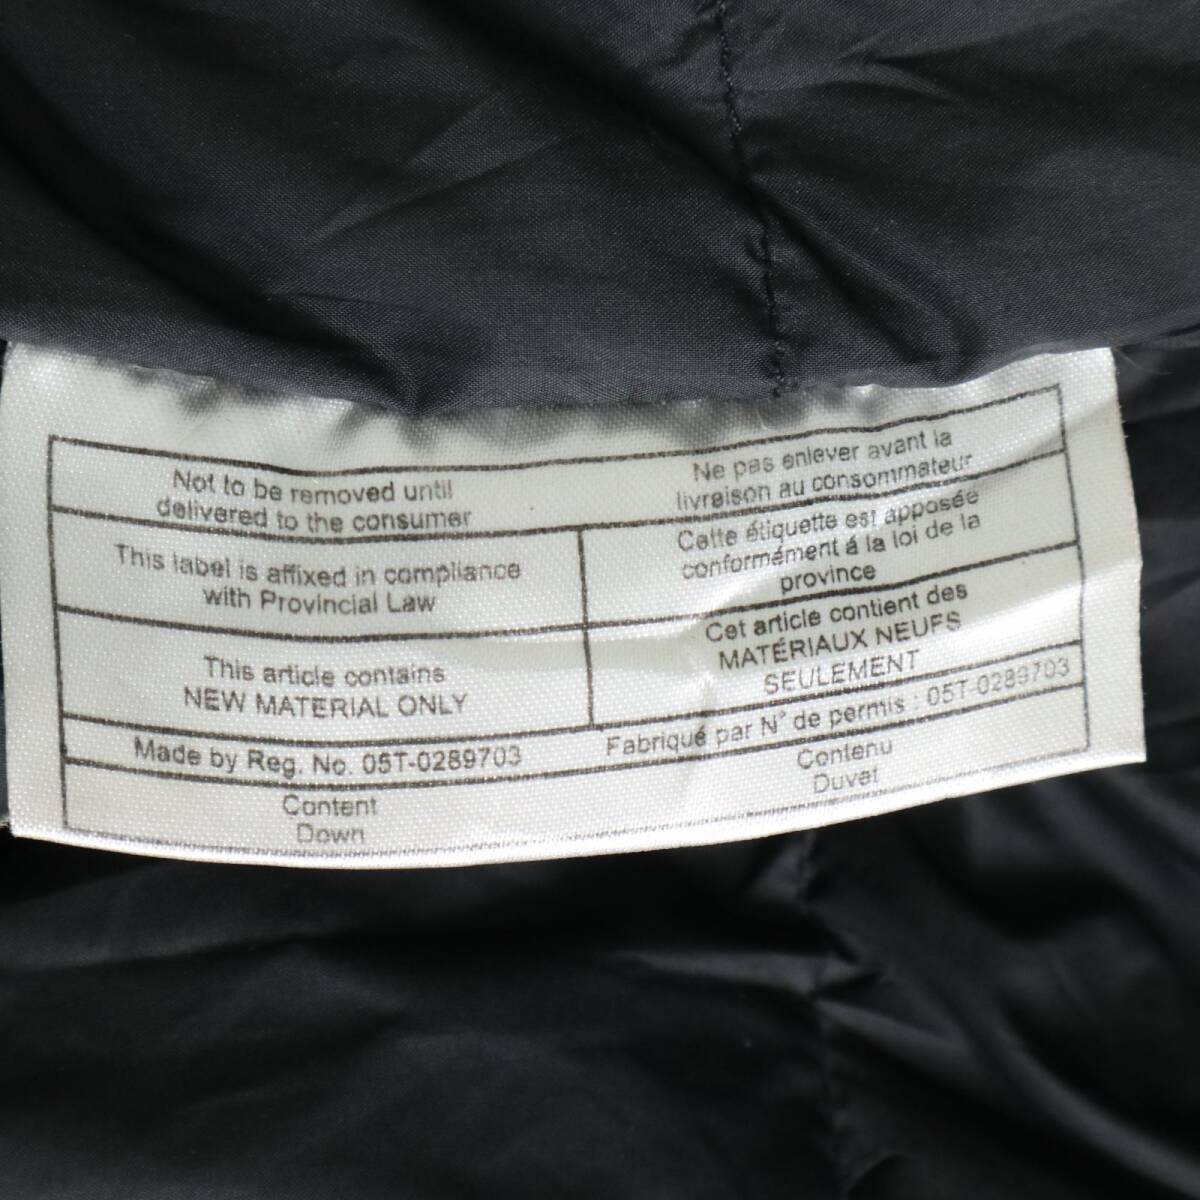 Not to be removed until
delivered to the consumer
Ne pas enlever avant la
livraison au consommateur
This label is affixed in compliance
with Provincial Law
Cette étiquette est apposée
conformément á la loi de la
province
This article contains
NEW MATERIAL ONLY
Cet article contient des
MATÉRIAUX NEUFS
SEULEMENT
Made by Reg. No. 05T-0289703
Fabriqué par N° de permis : 05T-0289703
Content
Down
Contenu
Duvet